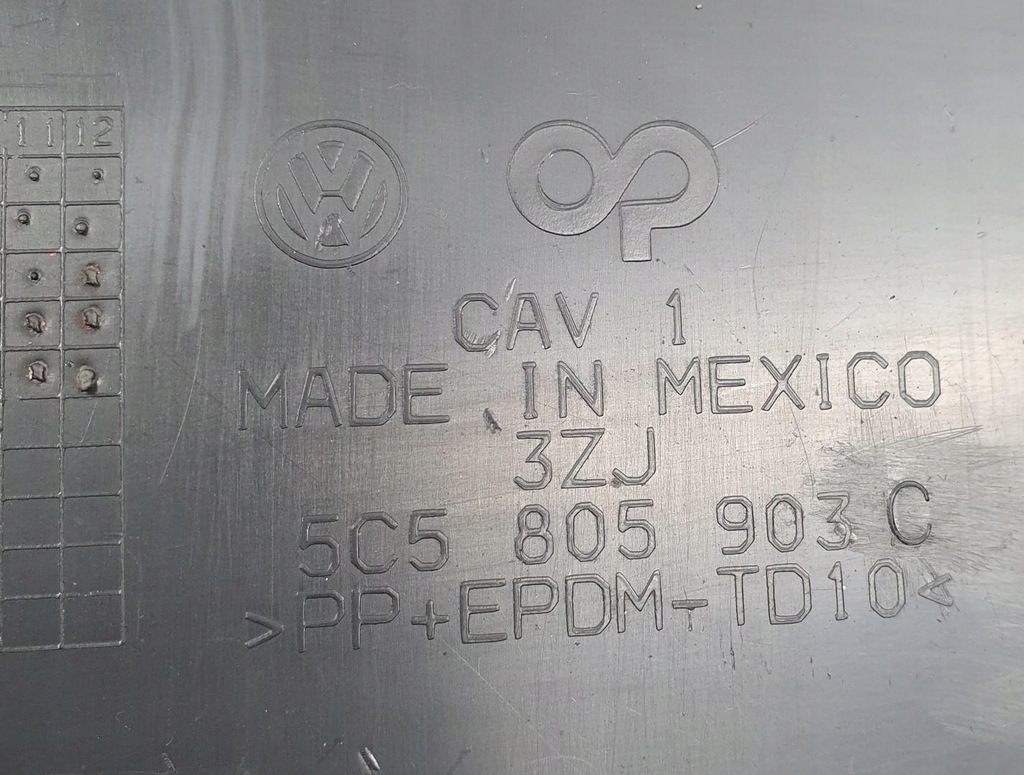 11 12
CAV 1
MADE IN MEXICO
3ZJ
5C5 805 903 C
>PP+EPDM-TD10<